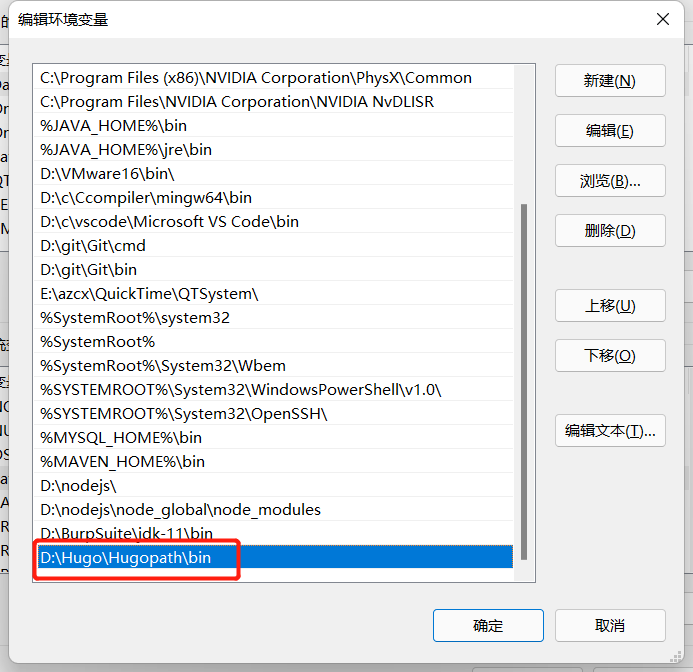 编辑环境变量
C:\Program Files (x86)\NVIDIA Corporation\PhysX\Common
C:\Program Files\NVIDIA Corporation\NVIDIA NvDLISR
%JAVA_HOME%\bin
%JAVA_HOME%\jre\bin
D:\VMware16\bin\
D:\c\Ccompiler\mingw64\bin
D:\c\vscode\Microsoft VS Code\bin
D:\git\Git\cmd
D:\git\Git\bin
E:\azcx\QuickTime\QTSystem\
%SystemRoot%\system32
%SystemRoot%
%SystemRoot%\System32\Wbem
%SYSTEMROOT%\System32\WindowsPowerShell\v1.0\
%SYSTEMROOT%\System32\OpenSSH\
%MYSQL_HOME%\bin
%MAVEN_HOME%\bin
D:\nodejs\
D:\nodejs\node_global\node_modules
D:\BurpSuite\jdk-11\bin
D:\Hugo\Hugopath\bin
新建(N)
编辑(E)
浏览(B)...
删除(D)
上移(U)
下移(O)
编辑文本(T)...
确定
取消